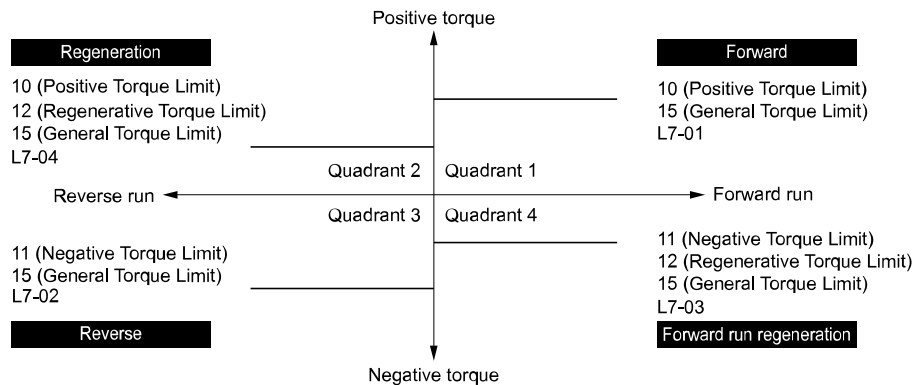 Positive torque
Regeneration
10 (Positive Torque Limit)
12 (Regenerative Torque Limit)
15 (General Torque Limit)
L7-04
Forward
10 (Positive Torque Limit)
15 (General Torque Limit)
L7-01
Quadrant 2
Quadrant 1
Reverse run
Forward run
Quadrant 3
Quadrant 4
11 (Negative Torque Limit)
15 (General Torque Limit)
L7-02
Reverse
11 (Negative Torque Limit)
12 (Regenerative Torque Limit)
15 (General Torque Limit)
L7-03
Forward run regeneration
Negative torque